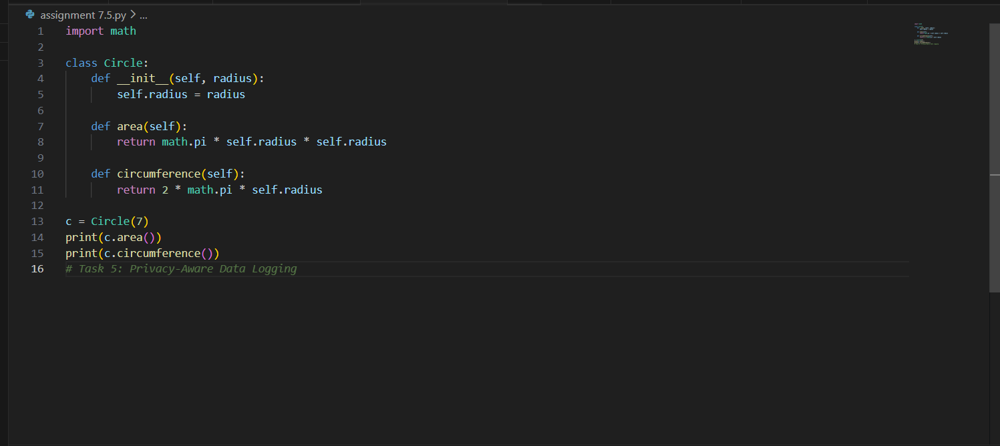 assignment 7.5.py > ...
1 import math
2
3 class Circle:
4     def __init__(self, radius):
5         self.radius = radius
6
7     def area(self):
8         return math.pi * self.radius * self.radius
9
10     def circumference(self):
11         return 2 * math.pi * self.radius
12
13 c = Circle(7)
14 print(c.area())
15 print(c.circumference())
16 # Task 5: Privacy-Aware Data Logging